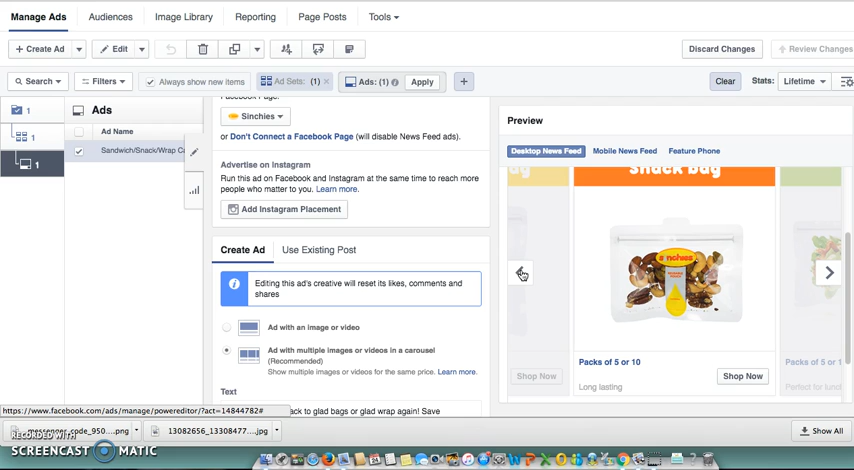 Manage Ads Audiences Image Library Reporting Page Posts Tools
+ Create Ad Edit Discard Changes Review Changes
Search Filters Always show new items Ad Sets: (1) × Ads: (1) Apply + Clear Stats: Lifetime
1 Ads
Ad Name
1 Sandwich/Snack/Wrap Ca
1
Facebook Page.
Sinchies
or Don't Connect a Facebook Page (will disable News Feed ads).
Advertise on Instagram
Run this ad on Facebook and Instagram at the same time to reach more
people who matter to you. Learn more.
Add Instagram Placement
Create Ad Use Existing Post
Editing this ad's creative will reset its likes, comments and
shares
Ad with an image or video
Ad with multiple images or videos in a carousel
(Recommended)
Show multiple images or videos for the same price. Learn more.
Text
ack to glad bags or glad wrap again! Save
Preview
Desktop News Feed Mobile News Feed Feature Phone
Snack bag
Packs of 5 or 10 Packs of 5 or 1
Shop Now Shop Now
Long lasting Perfect for lunch
https://www.facebook.com/ads/manage/powereditor/?act=14844782#
messenger_code_950....png 13082656_13308477...jpg Show All
RECORDED WITH
SCREENCAST MATIC